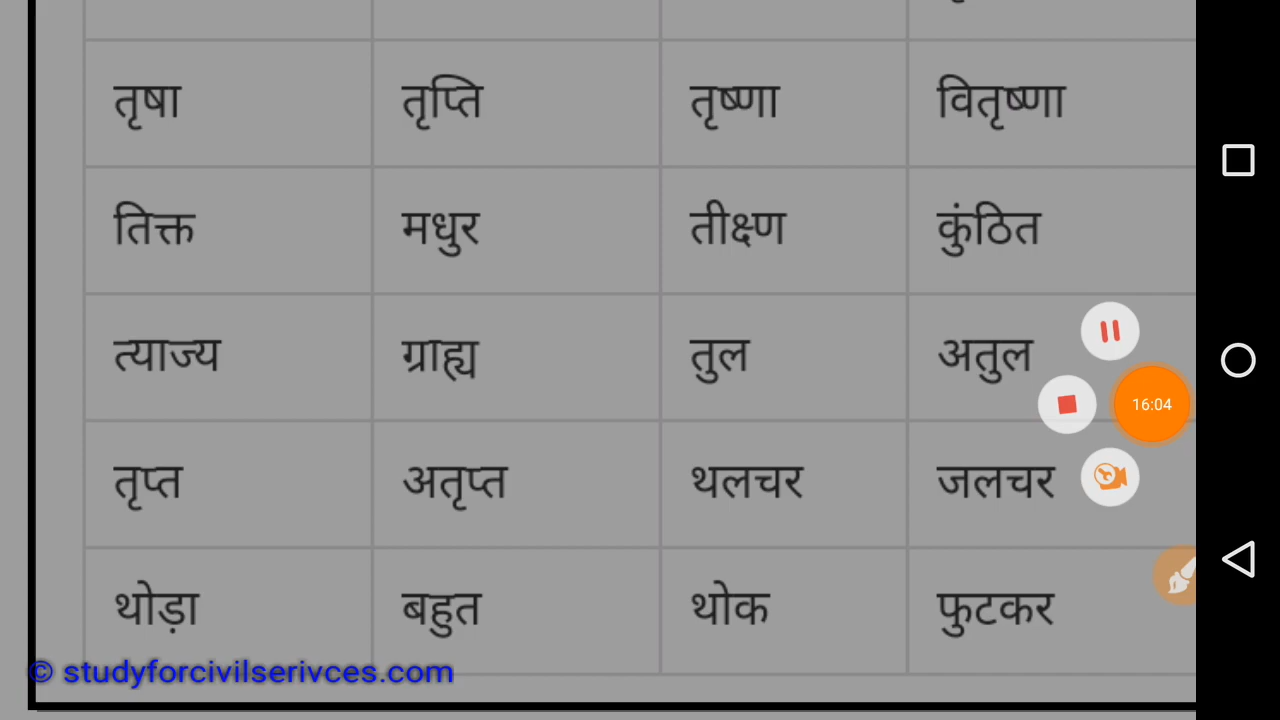 तृषा तृप्ति तृष्णा वितृष्णा
तिक्त मधुर तीक्ष्ण कुंठित
त्याज्य ग्राह्य तुल अतुल
16:04
तृप्त अतृप्त थलचर जलचर
थोड़ा बहुत थोक फुटकर
© studyforcivilserivces.com